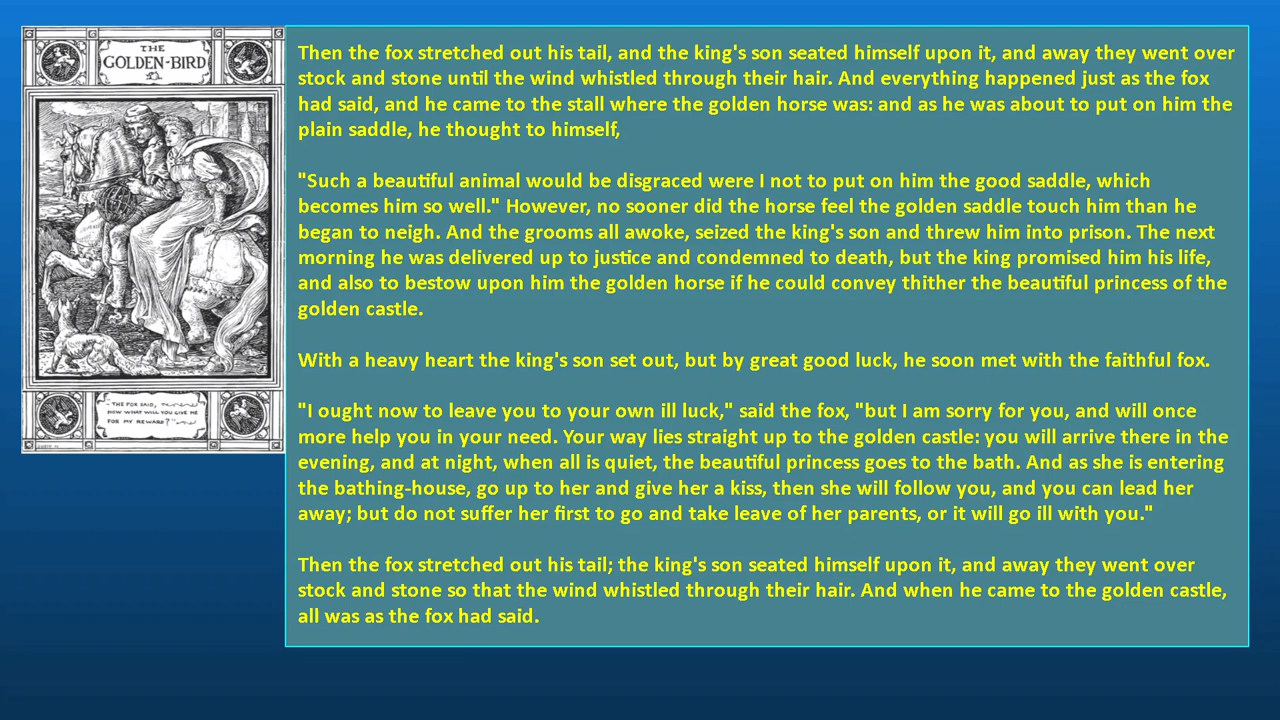 THE
GOLDEN-BIRD
THE FOX SAID,
NOW WHAT WILL YOU GIVE ME
FOR MY REWARD?"
Then the fox stretched out his tail, and the king's son seated himself upon it, and away they went over
stock and stone until the wind whistled through their hair. And everything happened just as the fox
had said, and he came to the stall where the golden horse was: and as he was about to put on him the
plain saddle, he thought to himself,
"Such a beautiful animal would be disgraced were I not to put on him the good saddle, which
becomes him so well." However, no sooner did the horse feel the golden saddle touch him than he
began to neigh. And the grooms all awoke, seized the king's son and threw him into prison. The next
morning he was delivered up to justice and condemned to death, but the king promised him his life,
and also to bestow upon him the golden horse if he could convey thither the beautiful princess of the
golden castle.
With a heavy heart the king's son set out, but by great good luck, he soon met with the faithful fox.
"I ought now to leave you to your own ill luck," said the fox, "but I am sorry for you, and will once
more help you in your need. Your way lies straight up to the golden castle: you will arrive there in the
evening, and at night, when all is quiet, the beautiful princess goes to the bath. And as she is entering
the bathing-house, go up to her and give her a kiss, then she will follow you, and you can lead her
away; but do not suffer her first to go and take leave of her parents, or it will go ill with you."
Then the fox stretched out his tail; the king's son seated himself upon it, and away they went over
stock and stone so that the wind whistled through their hair. And when he came to the golden castle,
all was as the fox had said.